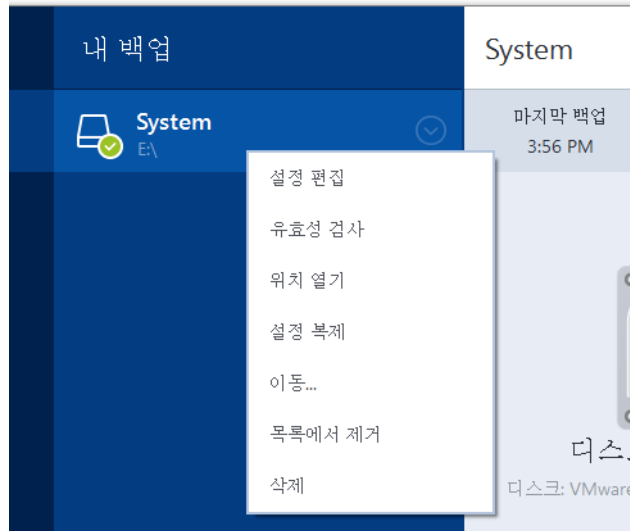 내 백업
System
System
E:\
마지막 백업
3:56 PM
설정 편집
유효성 검사
위치 열기
설정 복제
이동...
목록에서 제거
삭제
디스
디스크: VMware